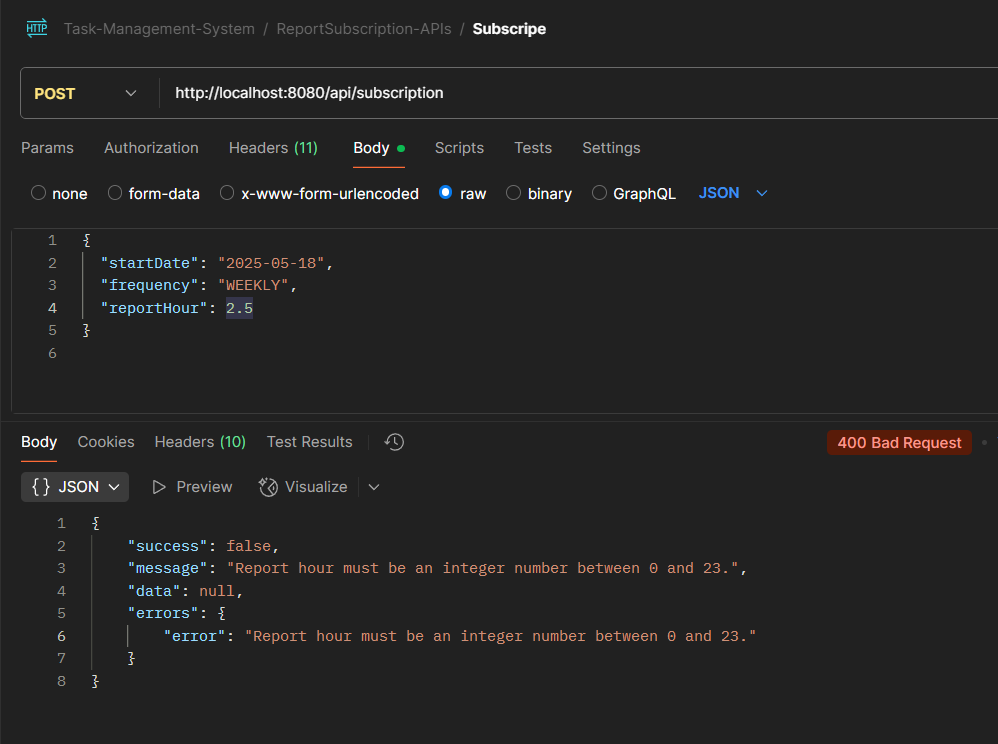 HTTP Task-Management-System / ReportSubscription-APIs / Subscripe
POST http://localhost:8080/api/subscription
Params Authorization Headers (11) Body Scripts Tests Settings
none form-data x-www-form-urlencoded raw binary GraphQL JSON
1 {
2 "startDate": "2025-05-18",
3 "frequency": "WEEKLY",
4 "reportHour": 2.5
5 }
6
Body Cookies Headers (10) Test Results 400 Bad Request
{} JSON Preview Visualize
1 {
2 "success": false,
3 "message": "Report hour must be an integer number between 0 and 23.",
4 "data": null,
5 "errors": {
6 "error": "Report hour must be an integer number between 0 and 23."
7 }
8 }